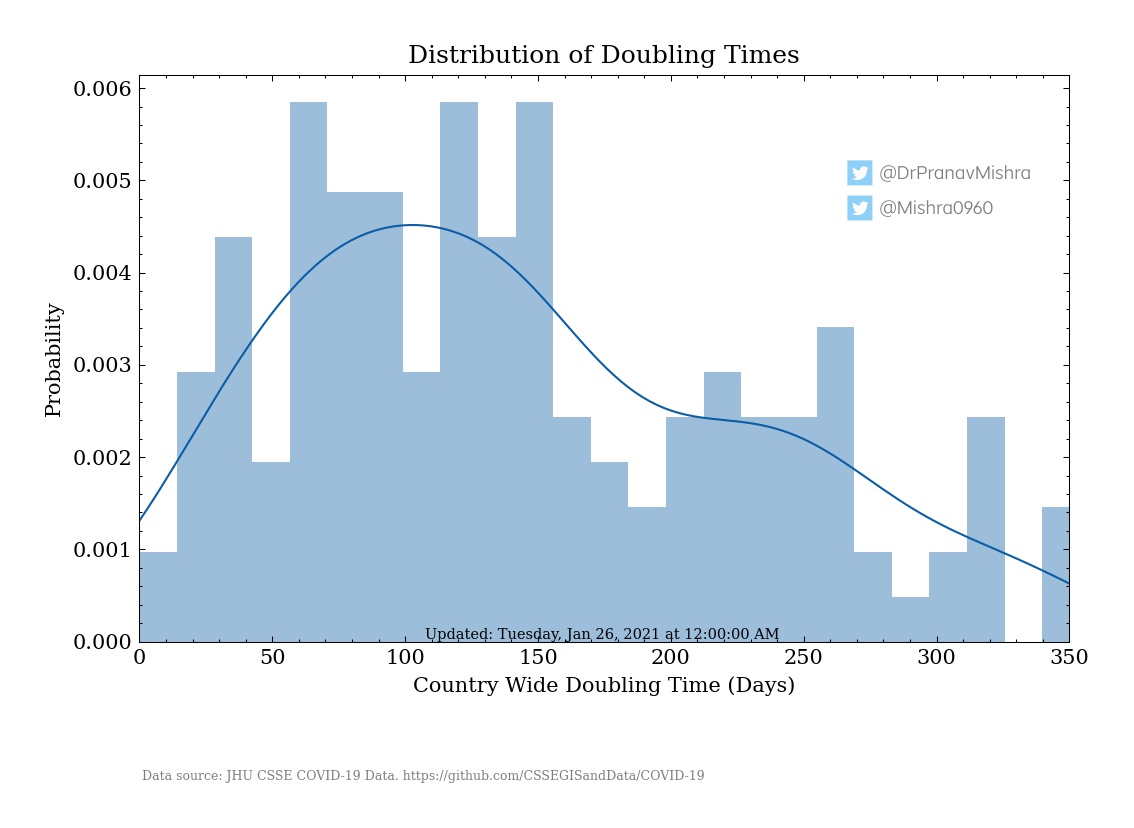 Distribution of Doubling Times
0.006
0.005
0.004
0.003
0.002
0.001
0.000
Probability
@DrPranavMishra
@Mishra0960
Updated: Tuesday, Jan 26, 2021 at 12:00:00 AM
0 50 100 150 200 250 300 350
Country Wide Doubling Time (Days)
Data source: JHU CSSE COVID-19 Data. https://github.com/CSSEGISandData/COVID-19